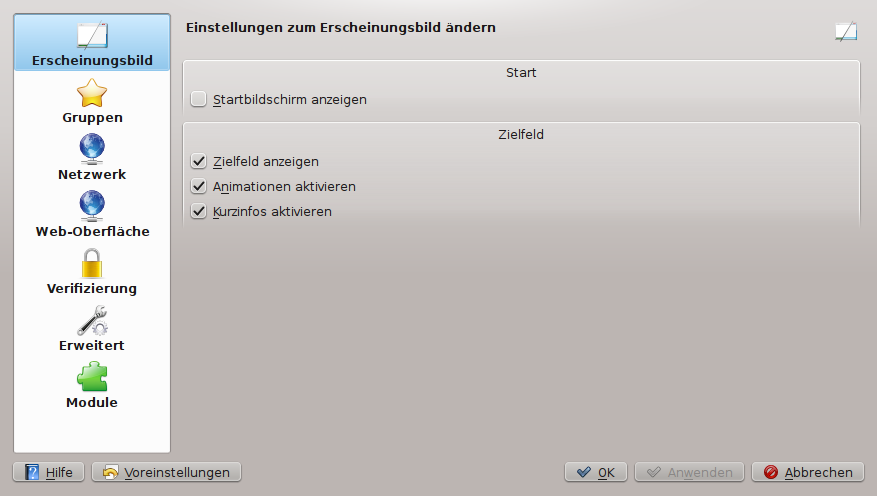 Erscheinungsbild
Gruppen
Netzwerk
Web-Oberfläche
Verifizierung
Erweitert
Module
Einstellungen zum Erscheinungsbild ändern
Start
Startbildschirm anzeigen
Zielfeld
Zielfeld anzeigen
Animationen aktivieren
Kurzinfos aktivieren
Hilfe
Voreinstellungen
OK
Anwenden
Abbrechen